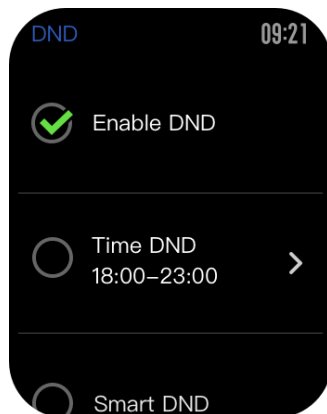 DND 09:21
Enable DND
Time DND
18:00–23:00
Smart DND